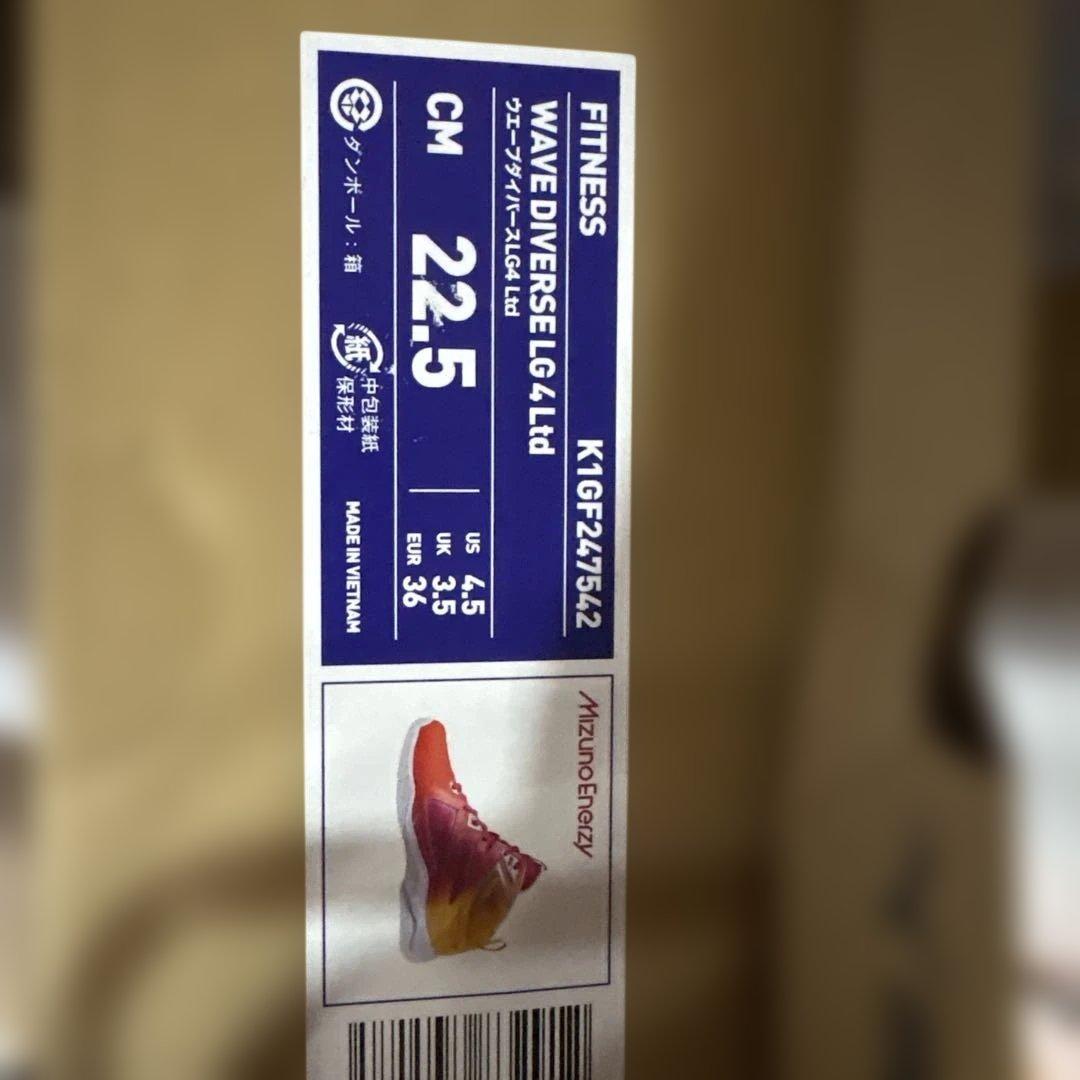 FITNESS K1GF247542
WAVE DIVERSE LG 4 Ltd
ウエーブダイバースLG4 Ltd
CM 22.5
US 4.5
UK 3.5
EUR 36
ダンボール：箱
紙
中包装紙
保形材
MADE IN VIETNAM
MizunoEnerzy